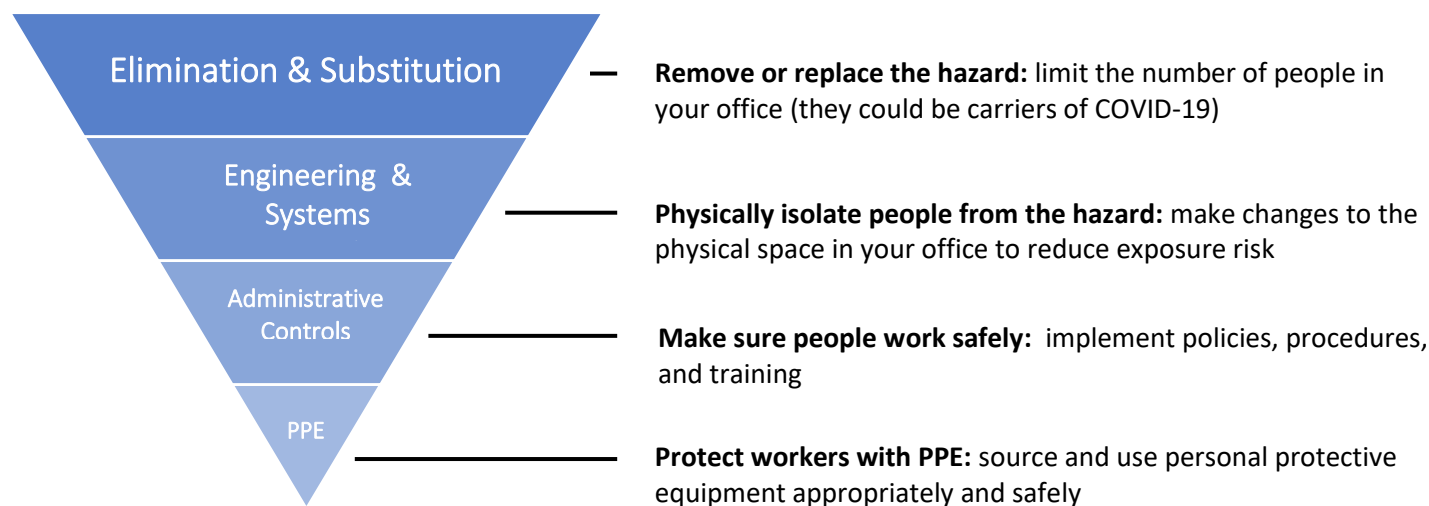 Elimination & Substitution
Remove or replace the hazard: limit the number of people in
your office (they could be carriers of COVID-19)
Engineering &
Systems
Physically isolate people from the hazard: make changes to the
physical space in your office to reduce exposure risk
Administrative
Controls
Make sure people work safely: implement policies, procedures,
and training
PPE
Protect workers with PPE: source and use personal protective
equipment appropriately and safely